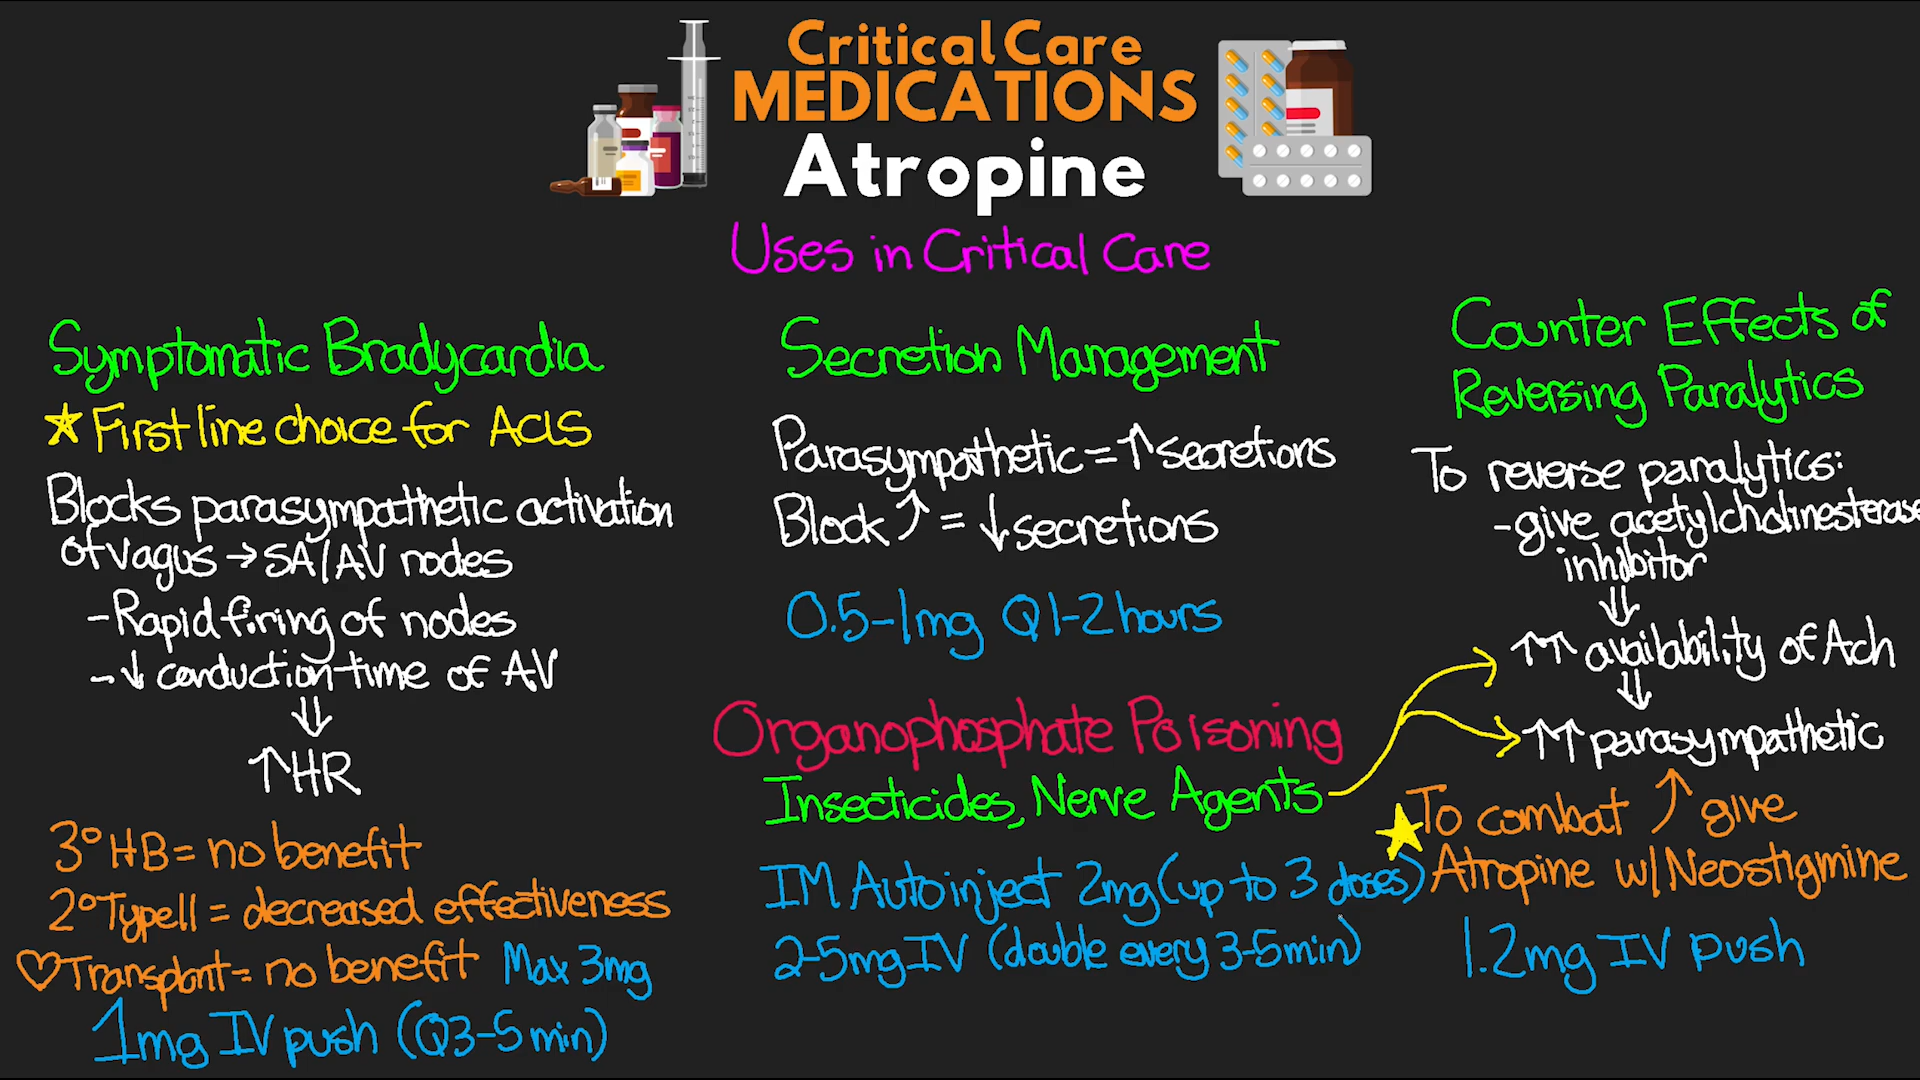 Critical Care
MEDICATIONS
Atropine
Uses in Critical Care
Symptomatic Bradycardia
☆ First line choice for ACLS
Blocks parasympathetic activation
of vagus → SA/AV nodes
- Rapid firing of nodes
- ↓ conduction time of AV
⇓
↑HR
3° HB = no benefit
2° Type II = decreased effectiveness
♡ Transplant = no benefit Max 3mg
1mg IV push (Q3-5 min)
Secretion Management
Parasympathetic = ↑ secretions
Block ↗ = ↓ secretions
0.5-1mg Q1-2 hours
Organophosphate Poisoning
Insecticides, Nerve Agents
IM Autoinject 2mg (up to 3 doses)
2-5mg IV (double every 3-5min)
Counter Effects of
Reversing Paralytics
To reverse paralytics:
- give acetylcholinesterase
inhibitor
⇓
↑↑ availability of Ach
⇓
↑↑ parasympathetic
★ To combat ↗ give
Atropine w/ Neostigmine
1.2mg IV push